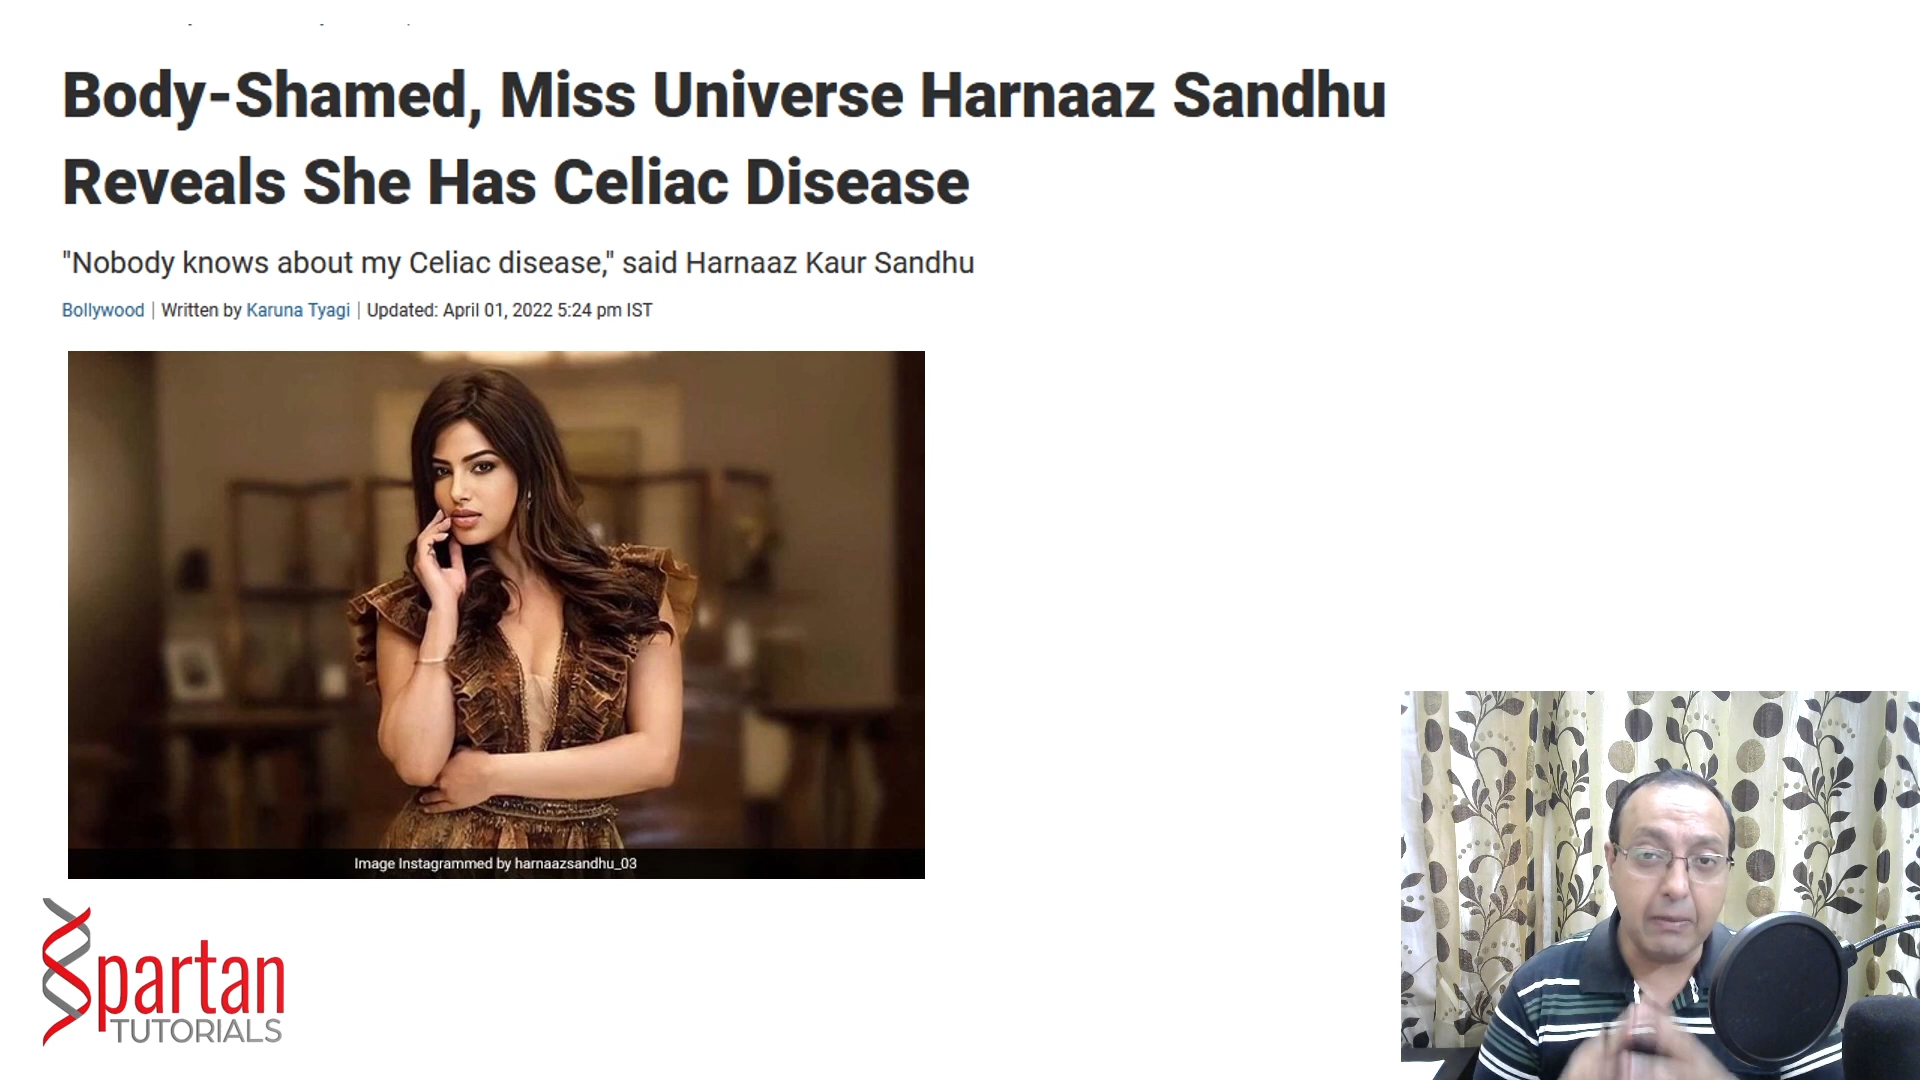 Body-Shamed, Miss Universe Harnaaz Sandhu
Reveals She Has Celiac Disease
"Nobody knows about my Celiac disease," said Harnaaz Kaur Sandhu
Bollywood | Written by Karuna Tyagi | Updated: April 01, 2022 5:24 pm IST
Image Instagrammed by harnaazsandhu_03
Spartan
TUTORIALS